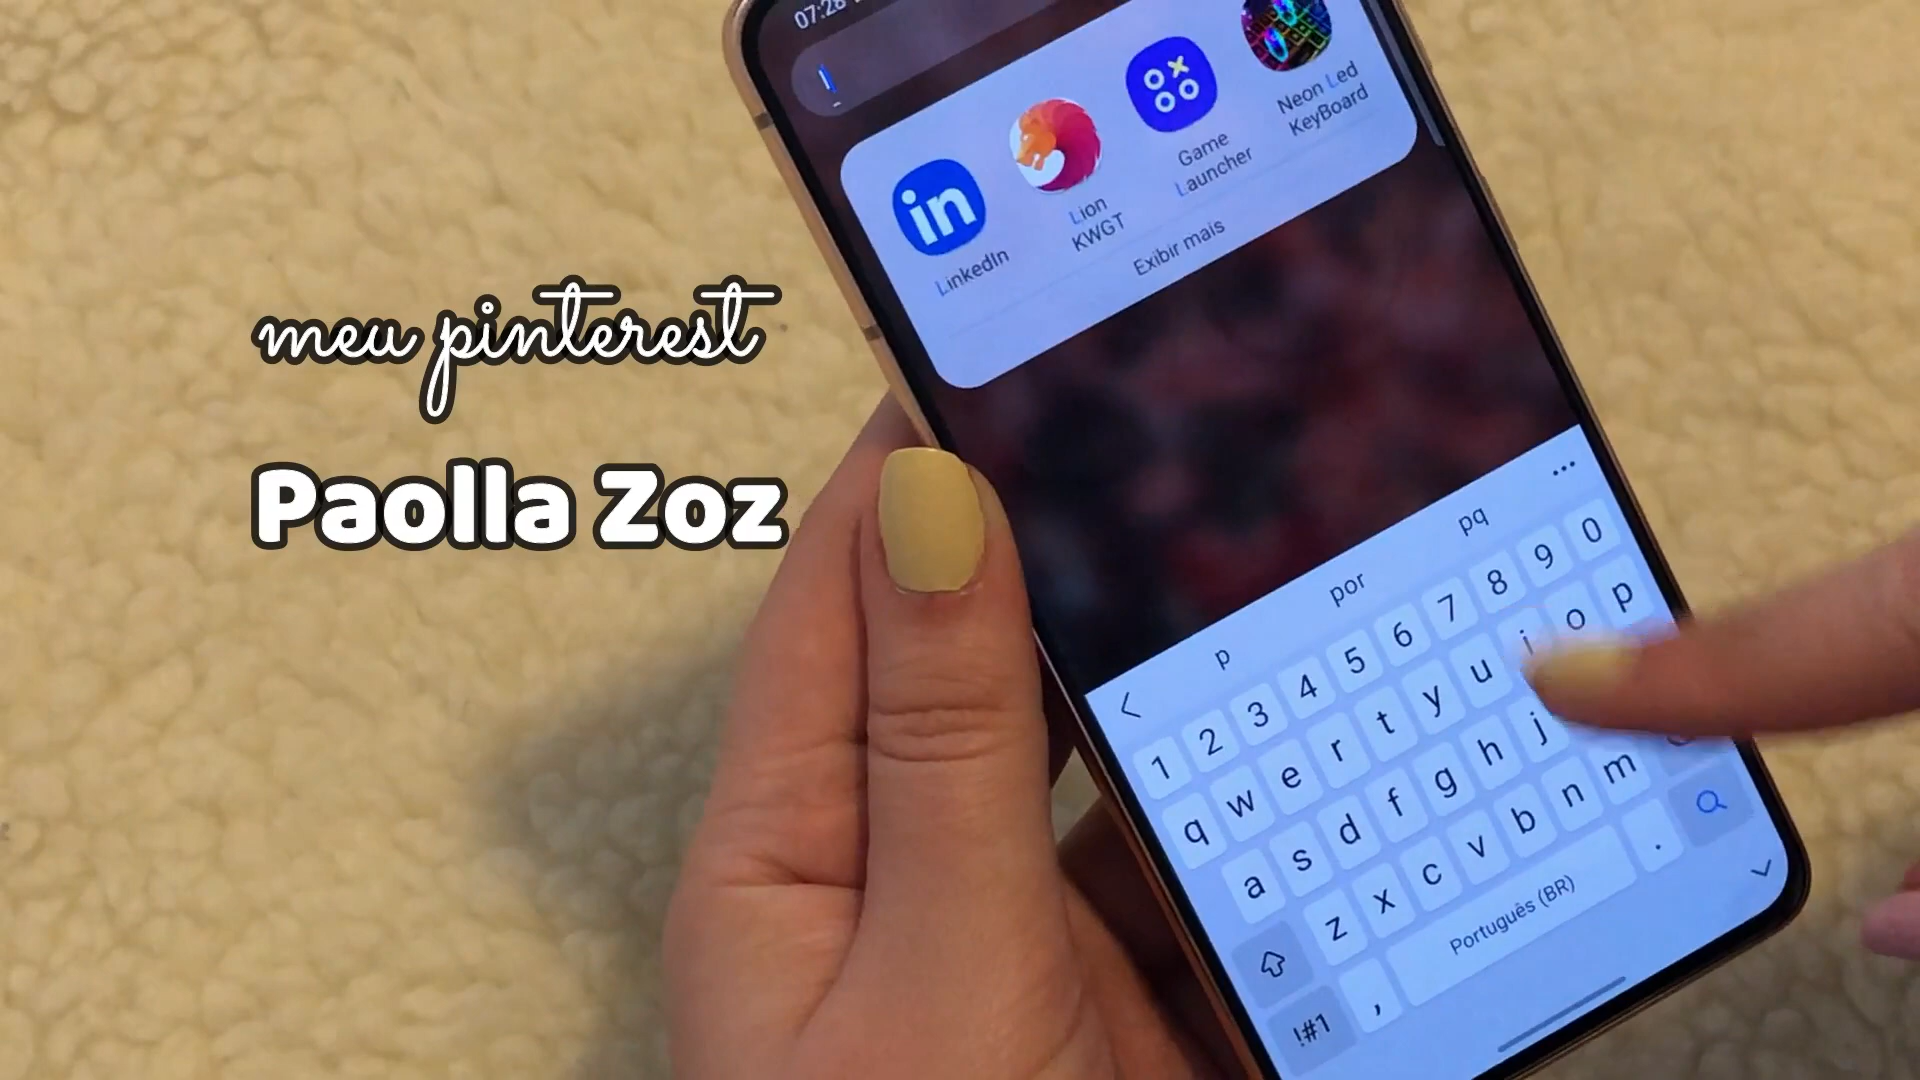 meu pinterest
Paolla Zoz
07:28
l
in
LinkedIn
Lion
KWGT
Game
Launcher
Neon Led
KeyBoard
Exibir mais
p
por
pq
1 2 3 4 5 6 7 8 9 0
q w e r t y u i o p
a s d f g h j
z x c v b n m
!#1
,
Português (BR)
.